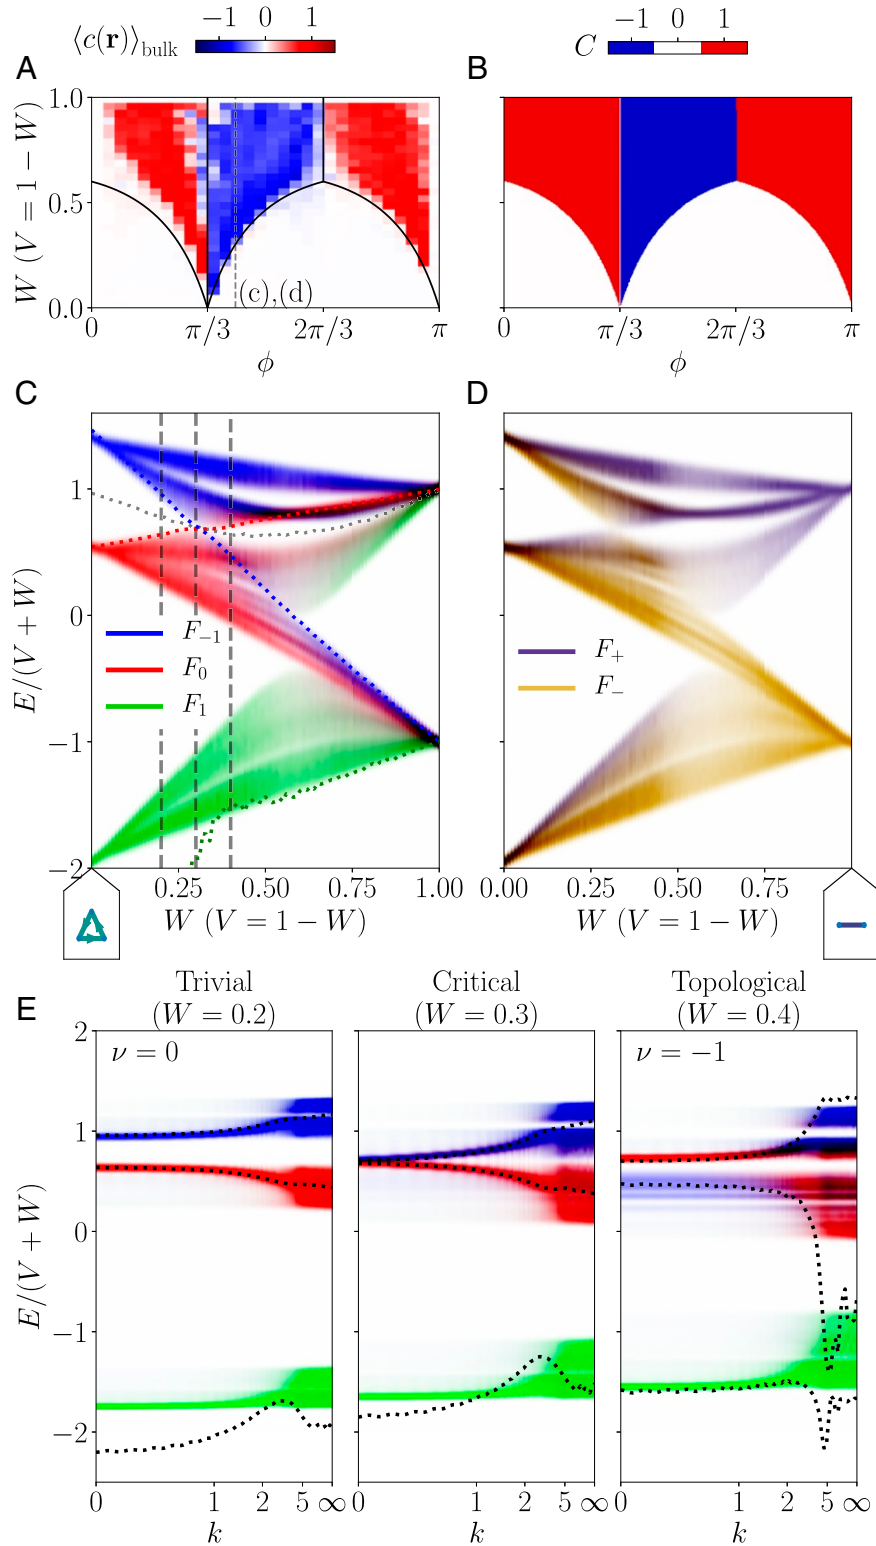 −1 0 1
⟨c(r)⟩bulk
−1 0 1
C
A
B
1.0
0.5
0.0
W (V = 1 − W)
(c),(d)
0 π/3 2π/3 π
ϕ
0 π/3 2π/3 π
ϕ
C
D
1
0
−1
−2
E/(V + W)
F−1
F0
F1
F+
F−
0.25 0.50 0.75 1.00
W (V = 1 − W)
0.00 0.25 0.50 0.75
W (V = 1 − W)
E
Trivial
(W = 0.2)
Critical
(W = 0.3)
Topological
(W = 0.4)
ν = 0
ν = −1
2
1
0
−1
−2
E/(V + W)
0 1 2 5 ∞
k
0 1 2 5 ∞
k
0 1 2 5 ∞
k